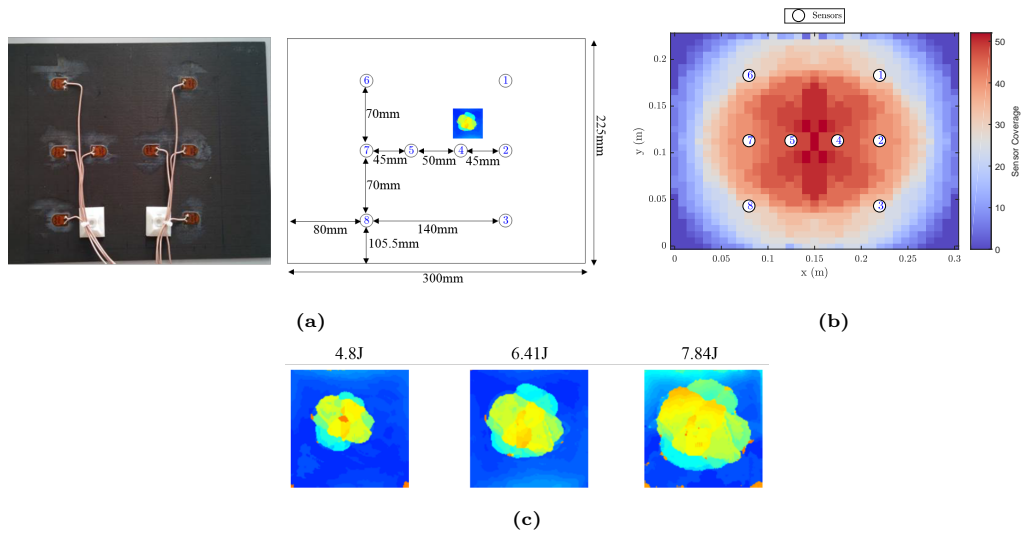 6
1
70mm
7
5
4
2
45mm
50mm
45mm
225mm
70mm
8
3
80mm
140mm
105.5mm
300mm
(a)
Sensors
0.2
0.15
0.1
0.05
0
y (m)
0
0.05
0.1
0.15
0.2
0.25
0.3
x (m)
6
1
7
5
4
2
8
3
50
40
30
20
10
0
Sensor Coverage
(b)
4.8J
6.41J
7.84J
(c)